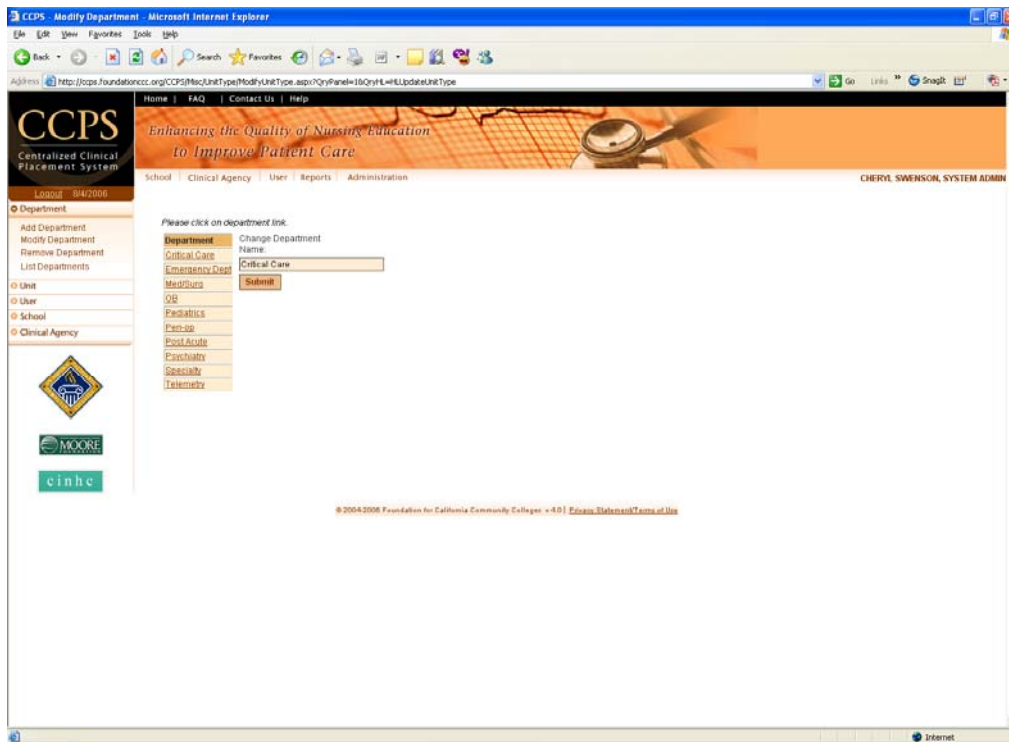 CCPS - Modify Department - Microsoft Internet Explorer
File Edit View Favorites Tools Help
Back Search Favorites
Address http://ccps.foundationccc.org/CCPS/Misc/UnitType/ModifyUnitType.aspx?QryPanel=1&QryHL=HLUpdateUnitType Go Links » SnagIt
Home | FAQ | Contact Us | Help
CCPS
Centralized Clinical
Placement System
Enhancing the Quality of Nursing Education
to Improve Patient Care
School Clinical Agency User Reports Administration
CHERYL SWENSON, SYSTEM ADMIN
Logout 8/4/2006
Department
Add Department
Modify Department
Remove Department
List Departments
Unit
User
School
Clinical Agency
MOORE
FOUNDATION
cinhc
Please click on department link.
Department
Critical Care
Emergency Dept
Med/Surg
OB
Pediatrics
Peri-op
Post Acute
Psychiatry
Specialty
Telemetry
Change Department
Name:
Critical Care
Submit
© 2004-2006 Foundation for California Community Colleges v 4.0 | Privacy Statement/Terms of Use
Internet